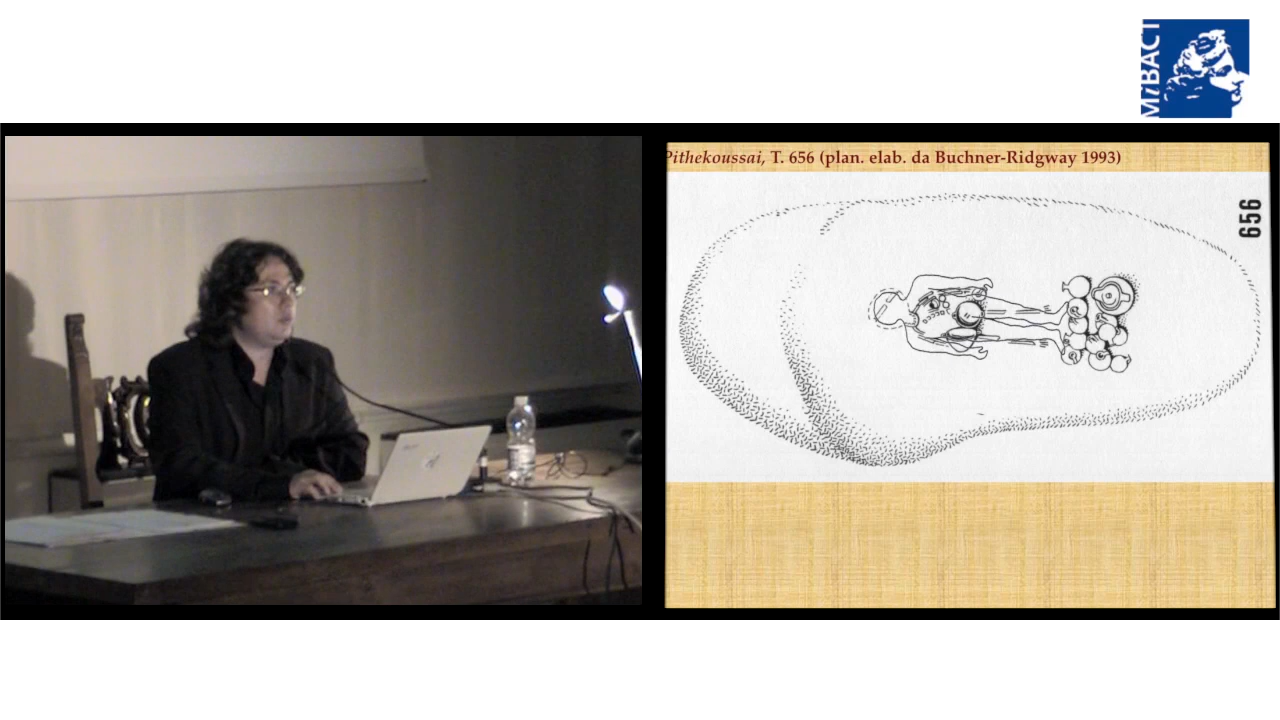 MiBACT
Pithekoussai, T. 656 (plan. elab. da Buchner-Ridgway 1993)
656